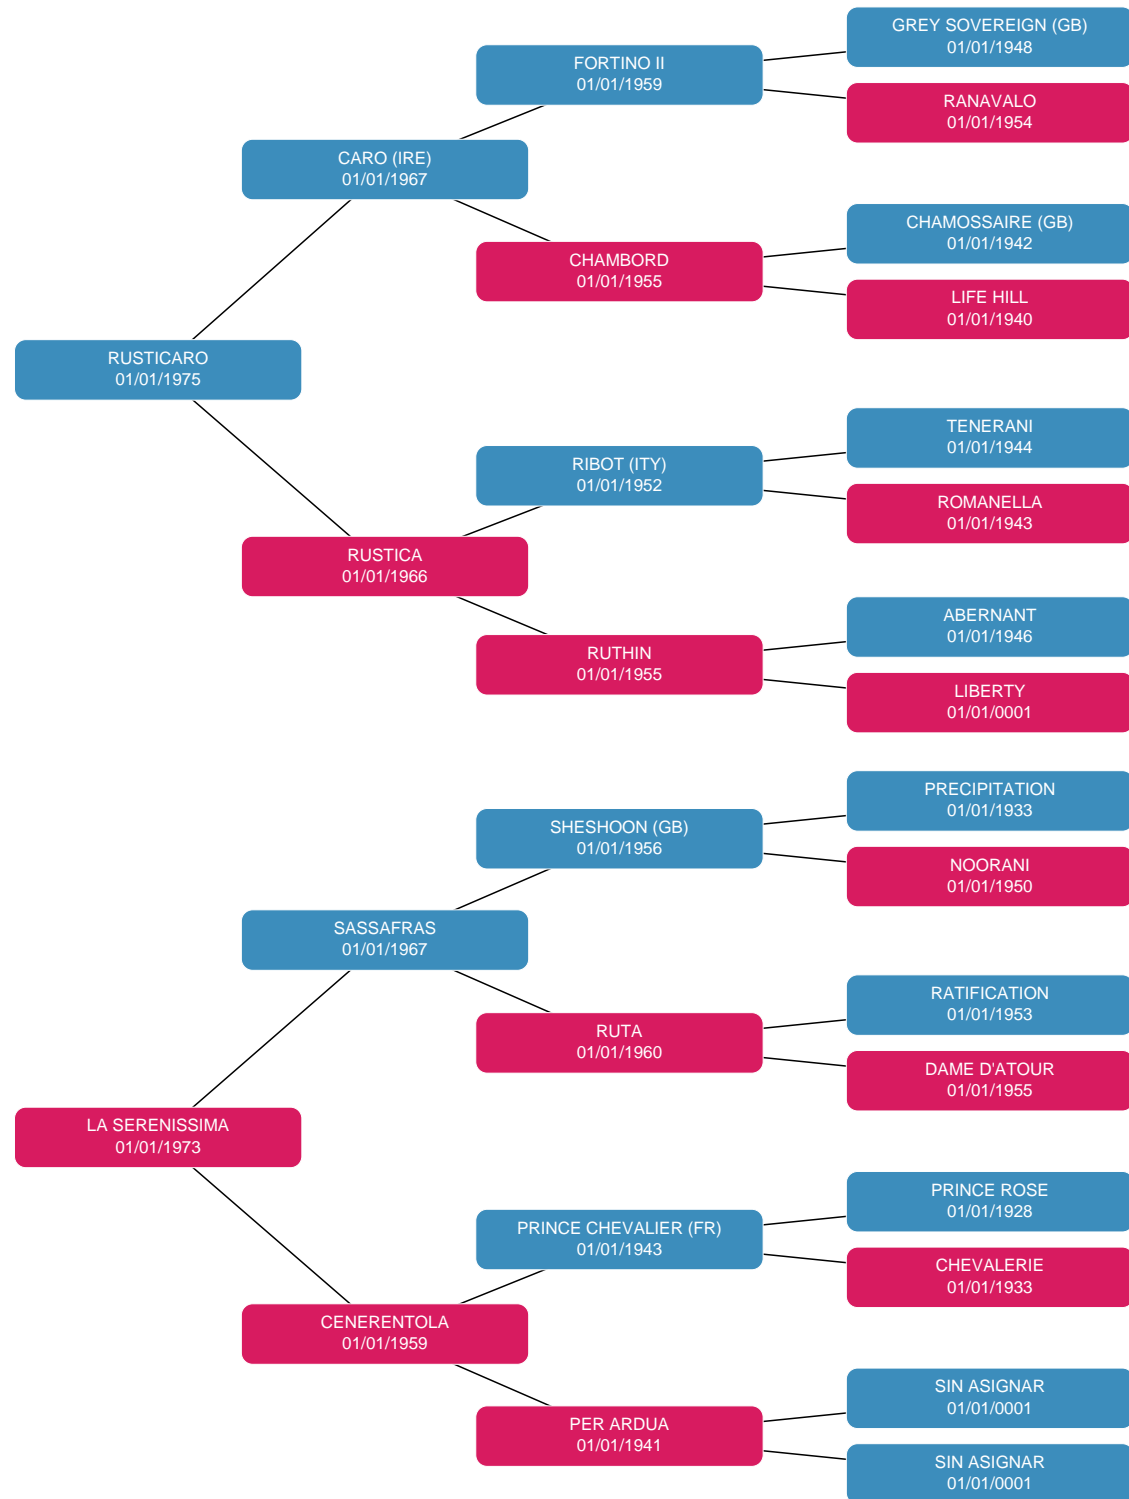 GREY SOVEREIGN (GB)
01/01/1948
FORTINO II
01/01/1959
RANAVALO
01/01/1954
CARO (IRE)
01/01/1967
CHAMOSSAIRE (GB)
01/01/1942
CHAMBORD
01/01/1955
LIFE HILL
01/01/1940
RUSTICARO
01/01/1975
TENERANI
01/01/1944
RIBOT (ITY)
01/01/1952
ROMANELLA
01/01/1943
RUSTICA
01/01/1966
ABERNANT
01/01/1946
RUTHIN
01/01/1955
LIBERTY
01/01/0001
PRECIPITATION
01/01/1933
SHESHOON (GB)
01/01/1956
NOORANI
01/01/1950
SASSAFRAS
01/01/1967
RATIFICATION
01/01/1953
RUTA
01/01/1960
DAME D'ATOUR
01/01/1955
LA SERENISSIMA
01/01/1973
PRINCE ROSE
01/01/1928
PRINCE CHEVALIER (FR)
01/01/1943
CHEVALERIE
01/01/1933
CENERENTOLA
01/01/1959
SIN ASIGNAR
01/01/0001
PER ARDUA
01/01/1941
SIN ASIGNAR
01/01/0001